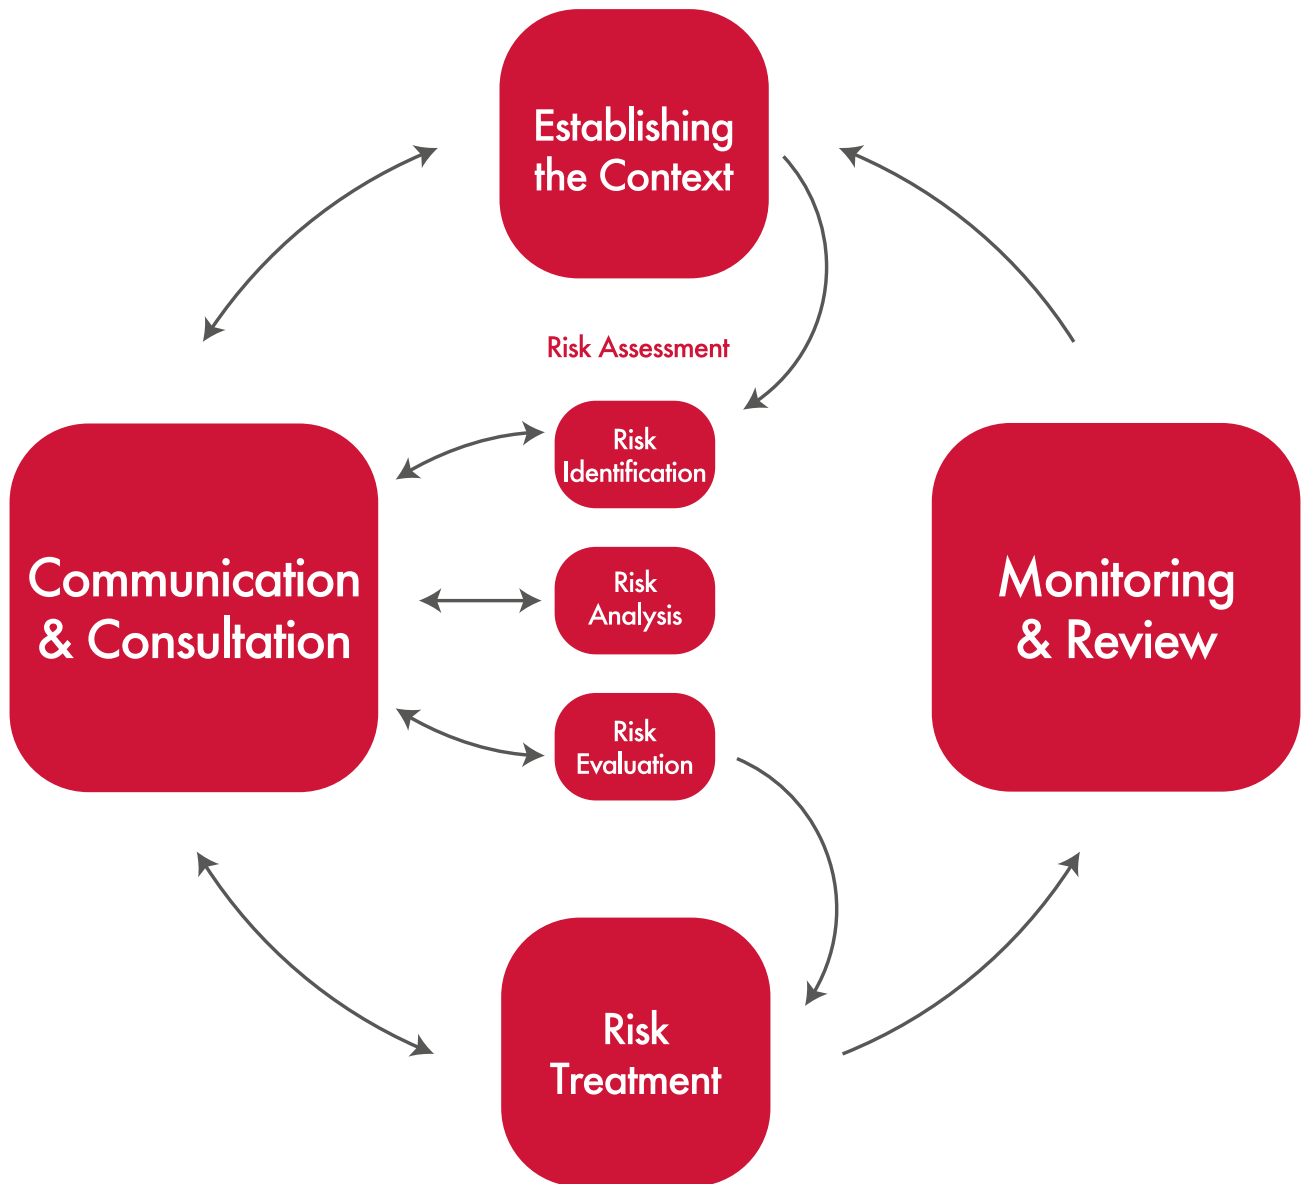 Establishing
the Context
Risk Assessment
Risk
Identification
Communication
& Consultation
Risk
Analysis
Monitoring
& Review
Risk
Evaluation
Risk
Treatment